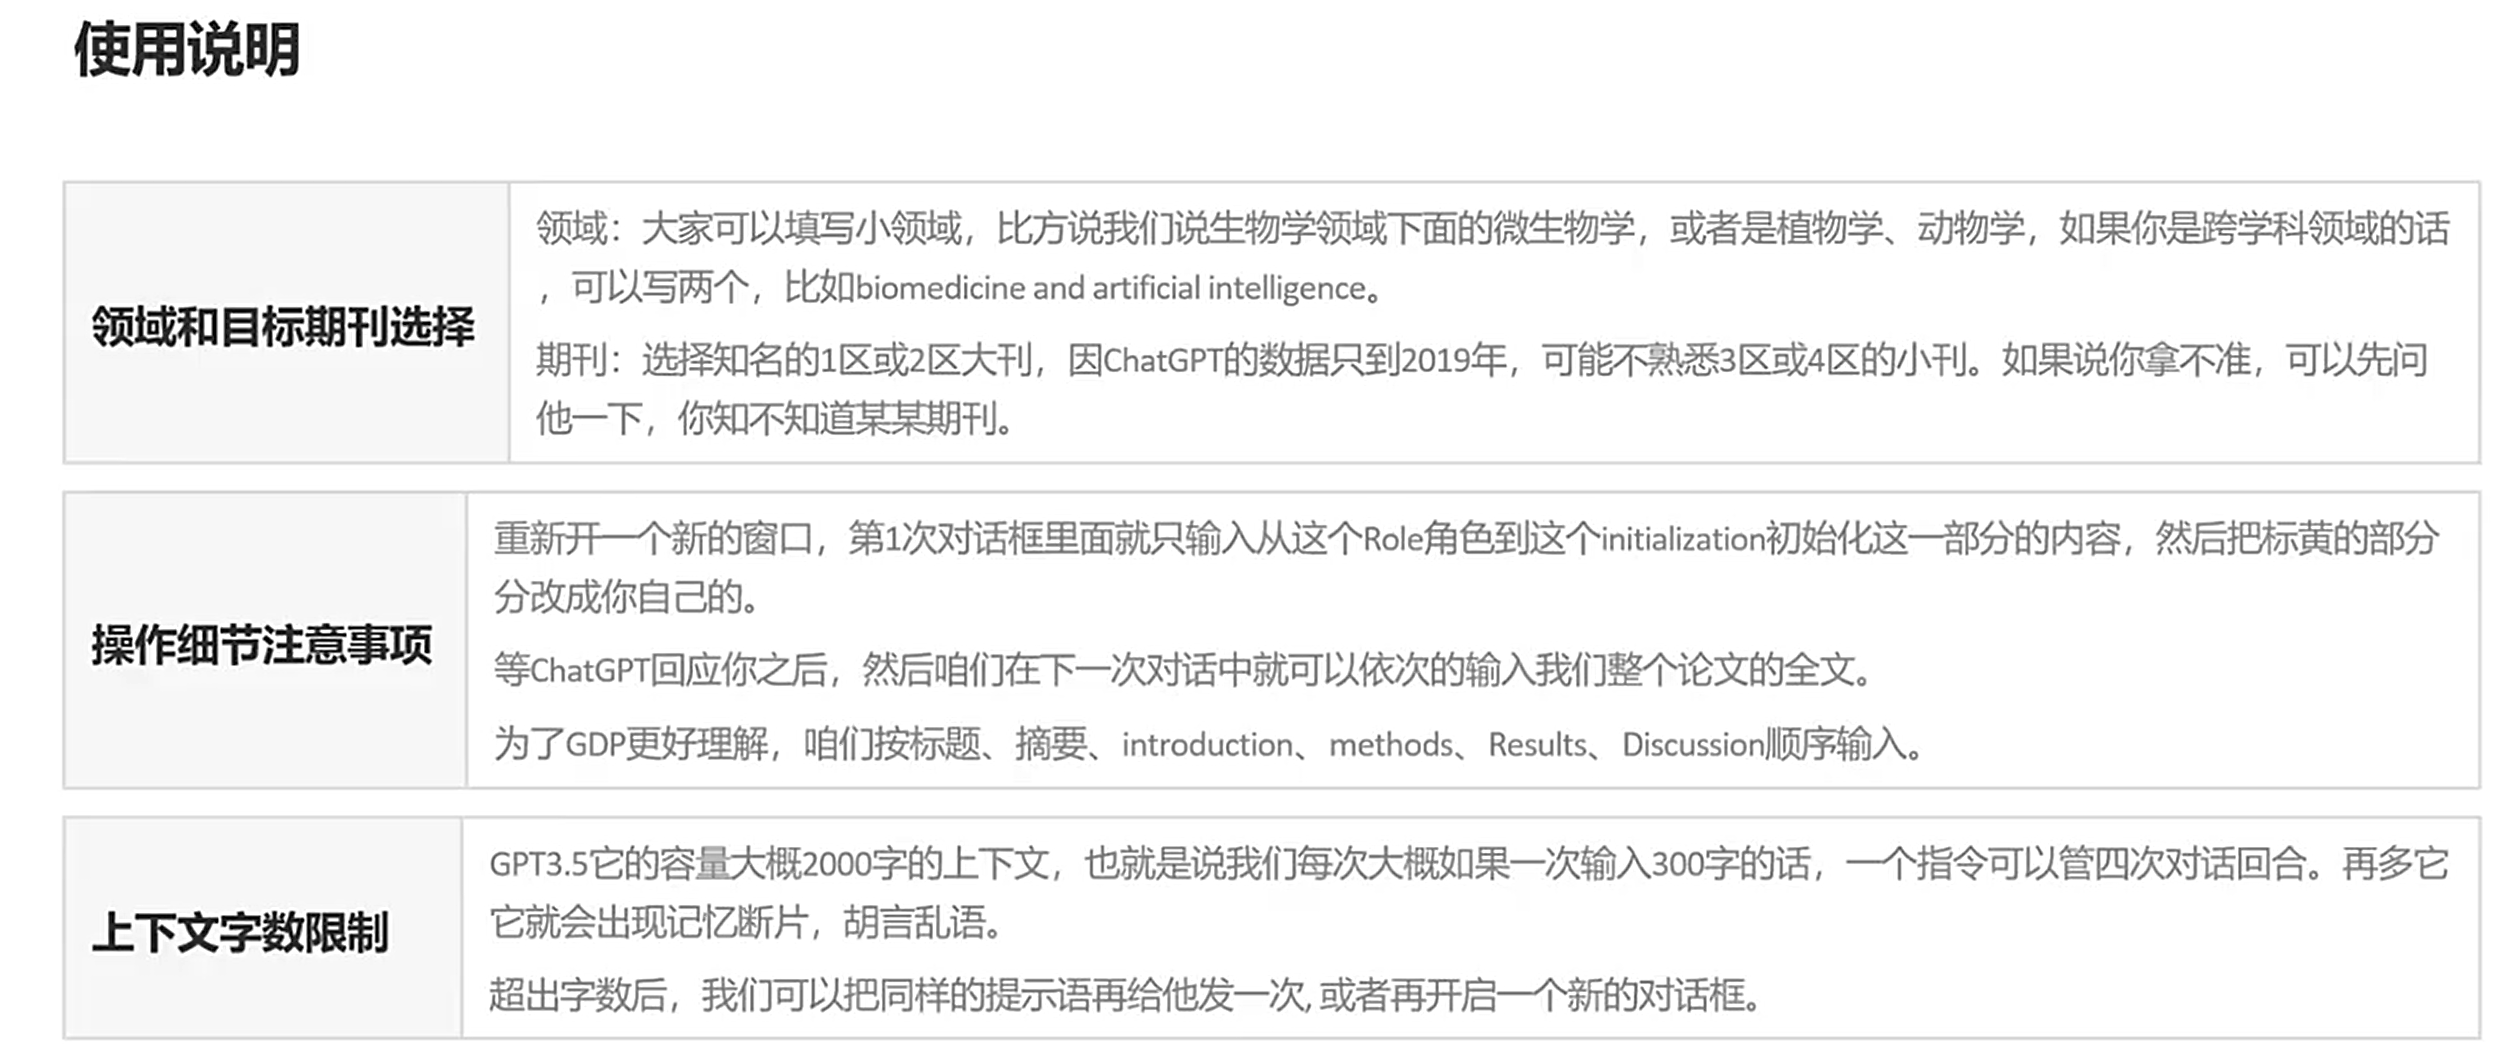 使用说明
领域和目标期刊选择
领域：大家可以填写小领域，比方说我们说生物学领域下面的微生物学，或者是植物学、动物学，如果你是跨学科领域的话
，可以写两个，比如biomedicine and artificial intelligence。
期刊：选择知名的1区或2区大刊，因ChatGPT的数据只到2019年，可能不熟悉3区或4区的小刊。如果说你拿不准，可以先问
他一下，你知不知道某某期刊。
操作细节注意事项
重新开一个新的窗口，第1次对话框里面就只输入从这个Role角色到这个initialization初始化这一部分的内容，然后把标黄的部分
分改成你自己的。
等ChatGPT回应你之后，然后咱们在下一次对话中就可以依次的输入我们整个论文的全文。
为了GDP更好理解，咱们按标题、摘要、introduction、methods、Results、Discussion顺序输入。
上下文字数限制
GPT3.5它的容量大概2000字的上下文，也就是说我们每次大概如果一次输入300字的话，一个指令可以管四次对话回合。再多它
它就会出现记忆断片，胡言乱语。
超出字数后，我们可以把同样的提示语再给他发一次,或者再开启一个新的对话框。